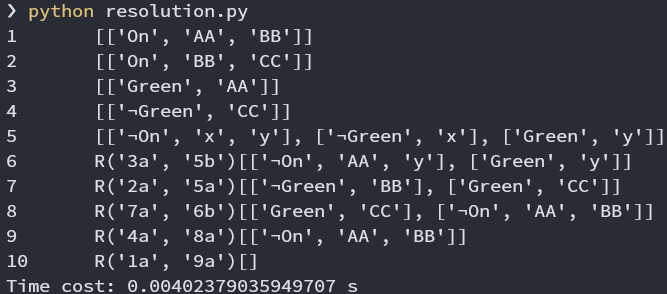 ❯ python resolution.py
1 [['On', 'AA', 'BB']]
2 [['On', 'BB', 'CC']]
3 [['Green', 'AA']]
4 [['¬Green', 'CC']]
5 [['¬On', 'x', 'y'], ['¬Green', 'x'], ['Green', 'y']]
6 R('3a', '5b')[['¬On', 'AA', 'y'], ['Green', 'y']]
7 R('2a', '5a')[['¬Green', 'BB'], ['Green', 'CC']]
8 R('7a', '6b')[['Green', 'CC'], ['¬On', 'AA', 'BB']]
9 R('4a', '8a')[['¬On', 'AA', 'BB']]
10 R('1a', '9a')[]
Time cost: 0.00402379035949707 s